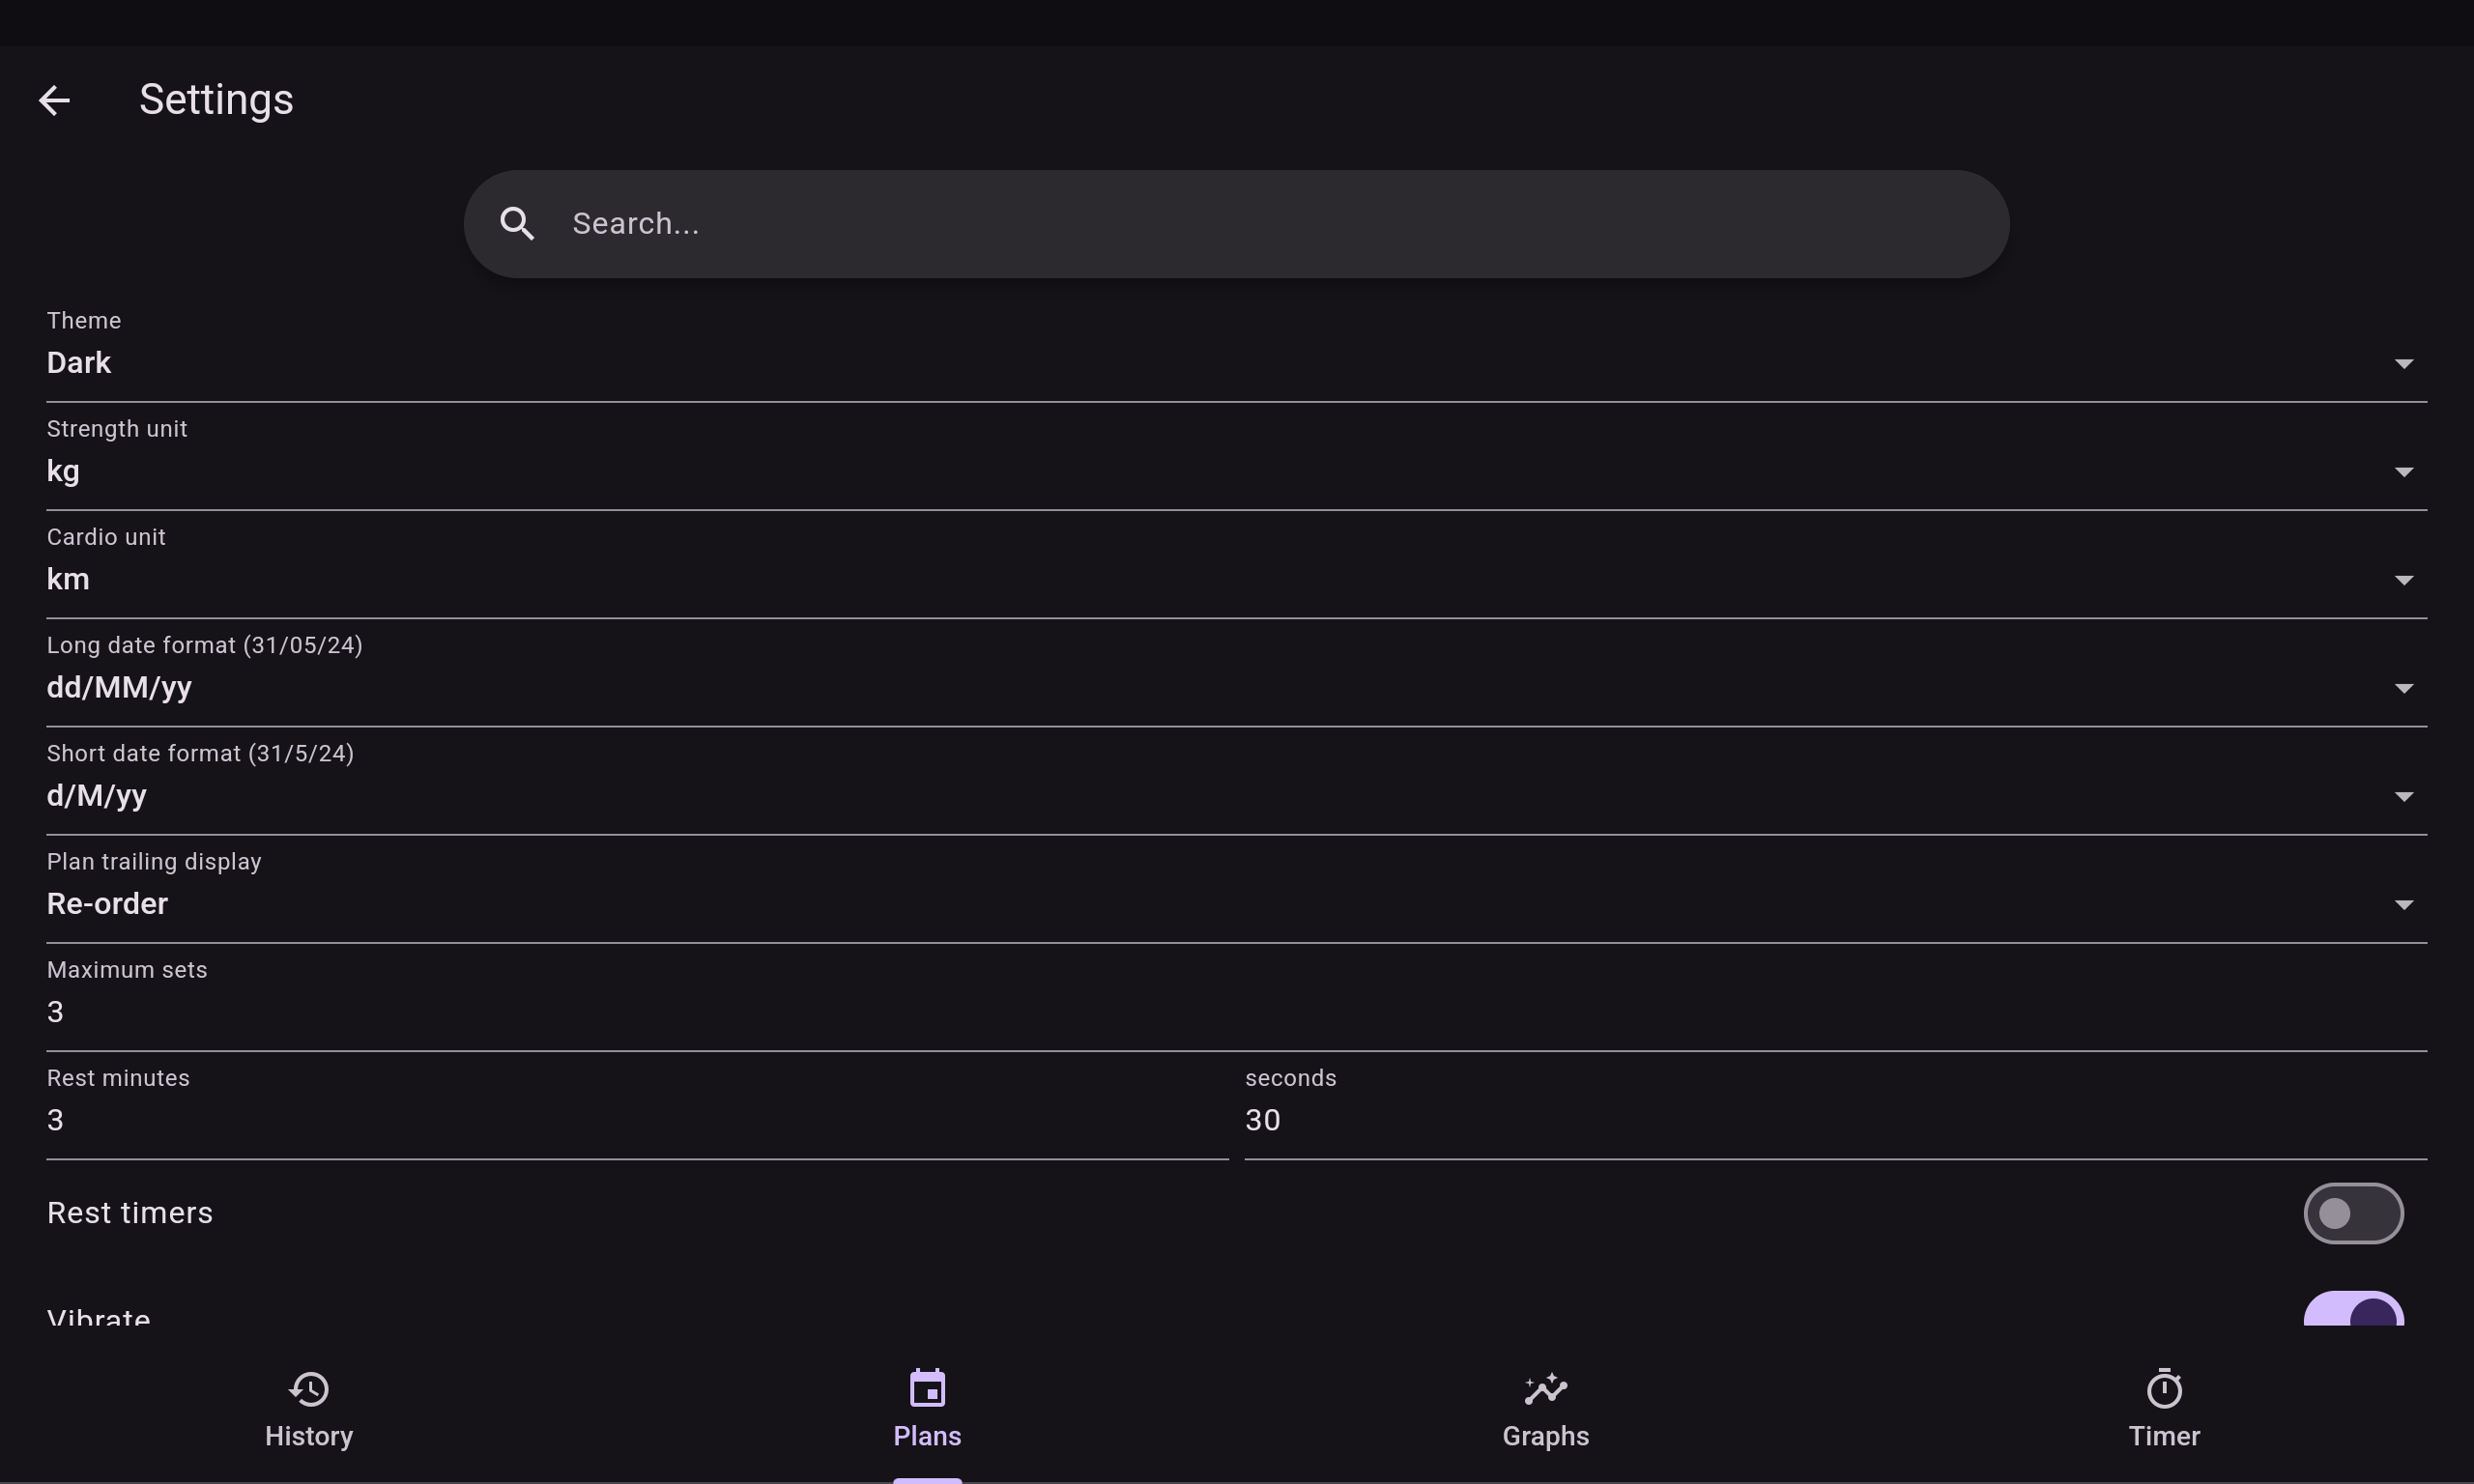 Settings
Search...
Theme
Dark
Strength unit
kg
Cardio unit
km
Long date format (31/05/24)
dd/MM/yy
Short date format (31/5/24)
d/M/yy
Plan trailing display
Re-order
Maximum sets
3
Rest minutes
3
seconds
30
Rest timers
Vibrate
History
Plans
Graphs
Timer